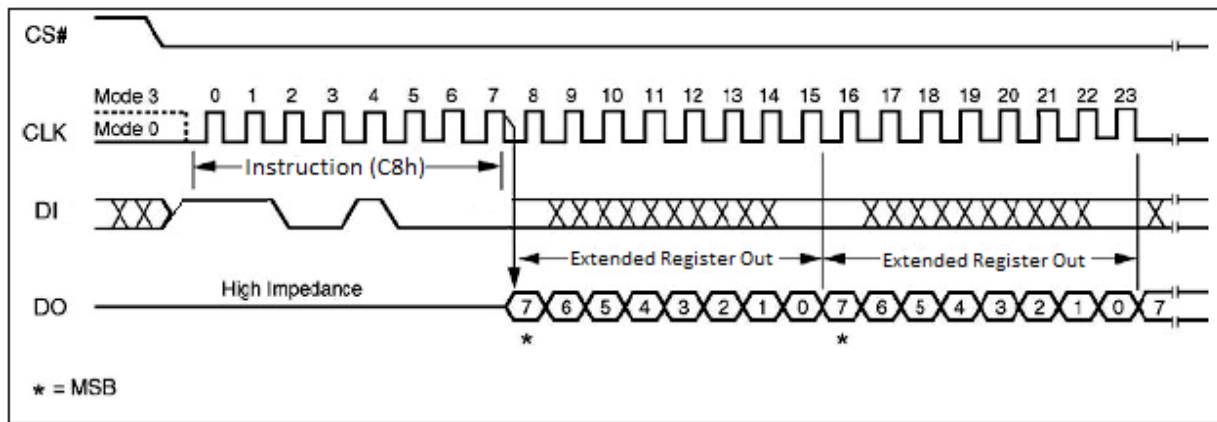 CS#
Mode 3 0 1 2 3 4 5 6 7 8 9 10 11 12 13 14 15 16 17 18 19 20 21 22 23
CLK Mode 0
Instruction (C8h)
DI
Extended Register Out Extended Register Out
High Impedance
DO 7 6 5 4 3 2 1 0 7 6 5 4 3 2 1 0 7
* *
* = MSB